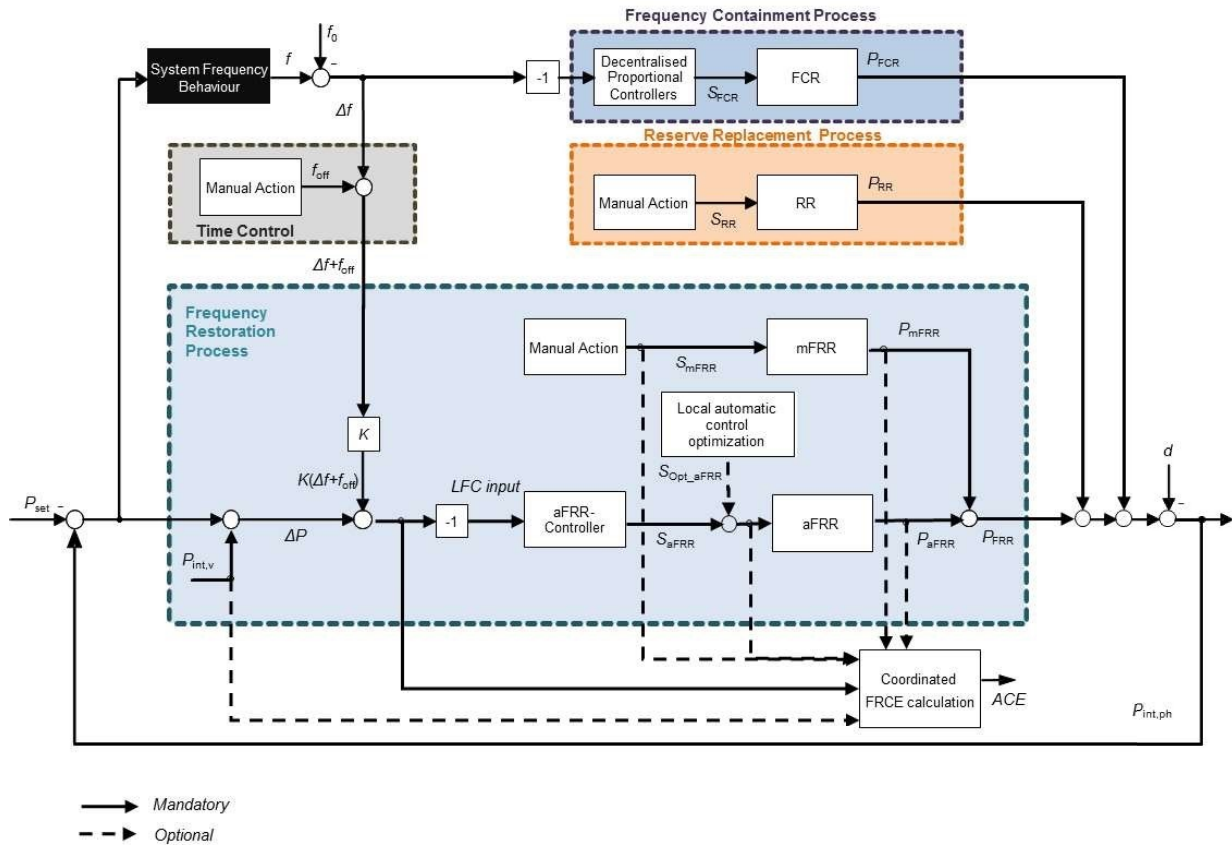 Frequency Containment Process
f0
f
-
System Frequency
Behaviour
-1
Decentralised
Proportional
Controllers
SFCR
FCR
PFCR
Δf
Reserve Replacement Process
Manual Action
foff
Time Control
Manual Action
SRR
RR
PRR
Δf+foff
Frequency
Restoration
Process
Manual Action
SmFRR
mFRR
PmFRR
K
Local automatic
control
optimization
K(Δf+foff)
LFC input
SOpt_aFRR
d
-
Pset
-
ΔP
-1
aFRR-
Controller
SaFRR
aFRR
PaFRR
PFRR
Pint,v
Coordinated
FRCE calculation
ACE
Pint,ph
Mandatory
Optional